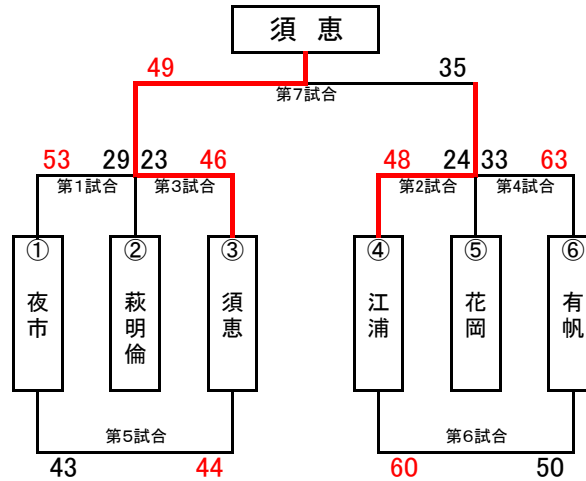 須恵
49 35
第7試合
53 29 23 46 48 24 33 63
第1試合 第3試合 第2試合 第4試合
① ② ③ ④ ⑤ ⑥
夜市 萩明倫 須恵 江浦 花岡 有帆
第5試合 第6試合
43 44 60 50